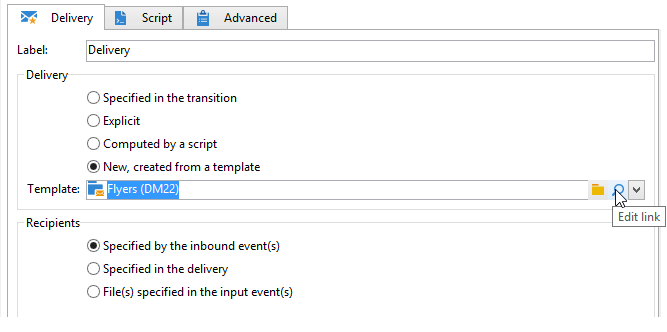 Delivery Script Advanced
Label: Delivery
Delivery
Specified in the transition
Explicit
Computed by a script
New, created from a template
Template: Flyers (DM22)
Edit link
Recipients
Specified by the inbound event(s)
Specified in the delivery
File(s) specified in the input event(s)